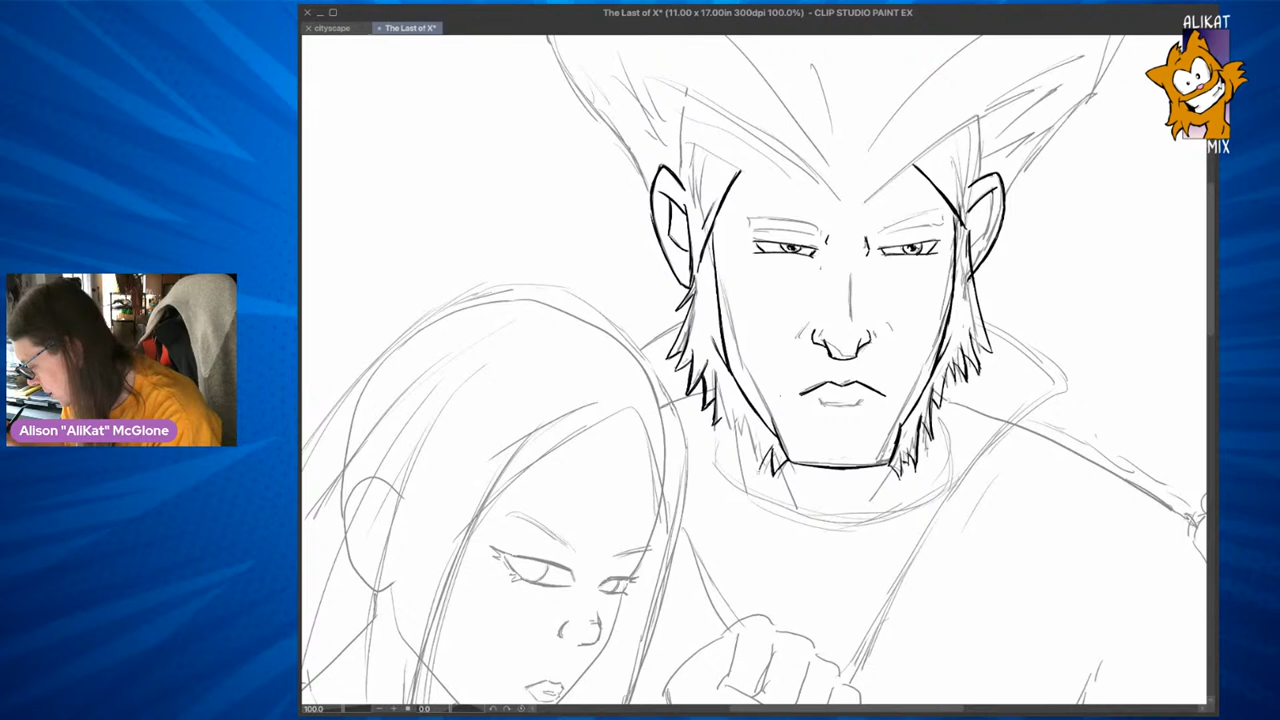 The Last of X* (11.00 x 17.00in 300dpi 100.0%) - CLIP STUDIO PAINT EX
cityscape
The Last of X*
ALIKAT
MIX
Alison "AliKat" McGlone
100.0
0.0